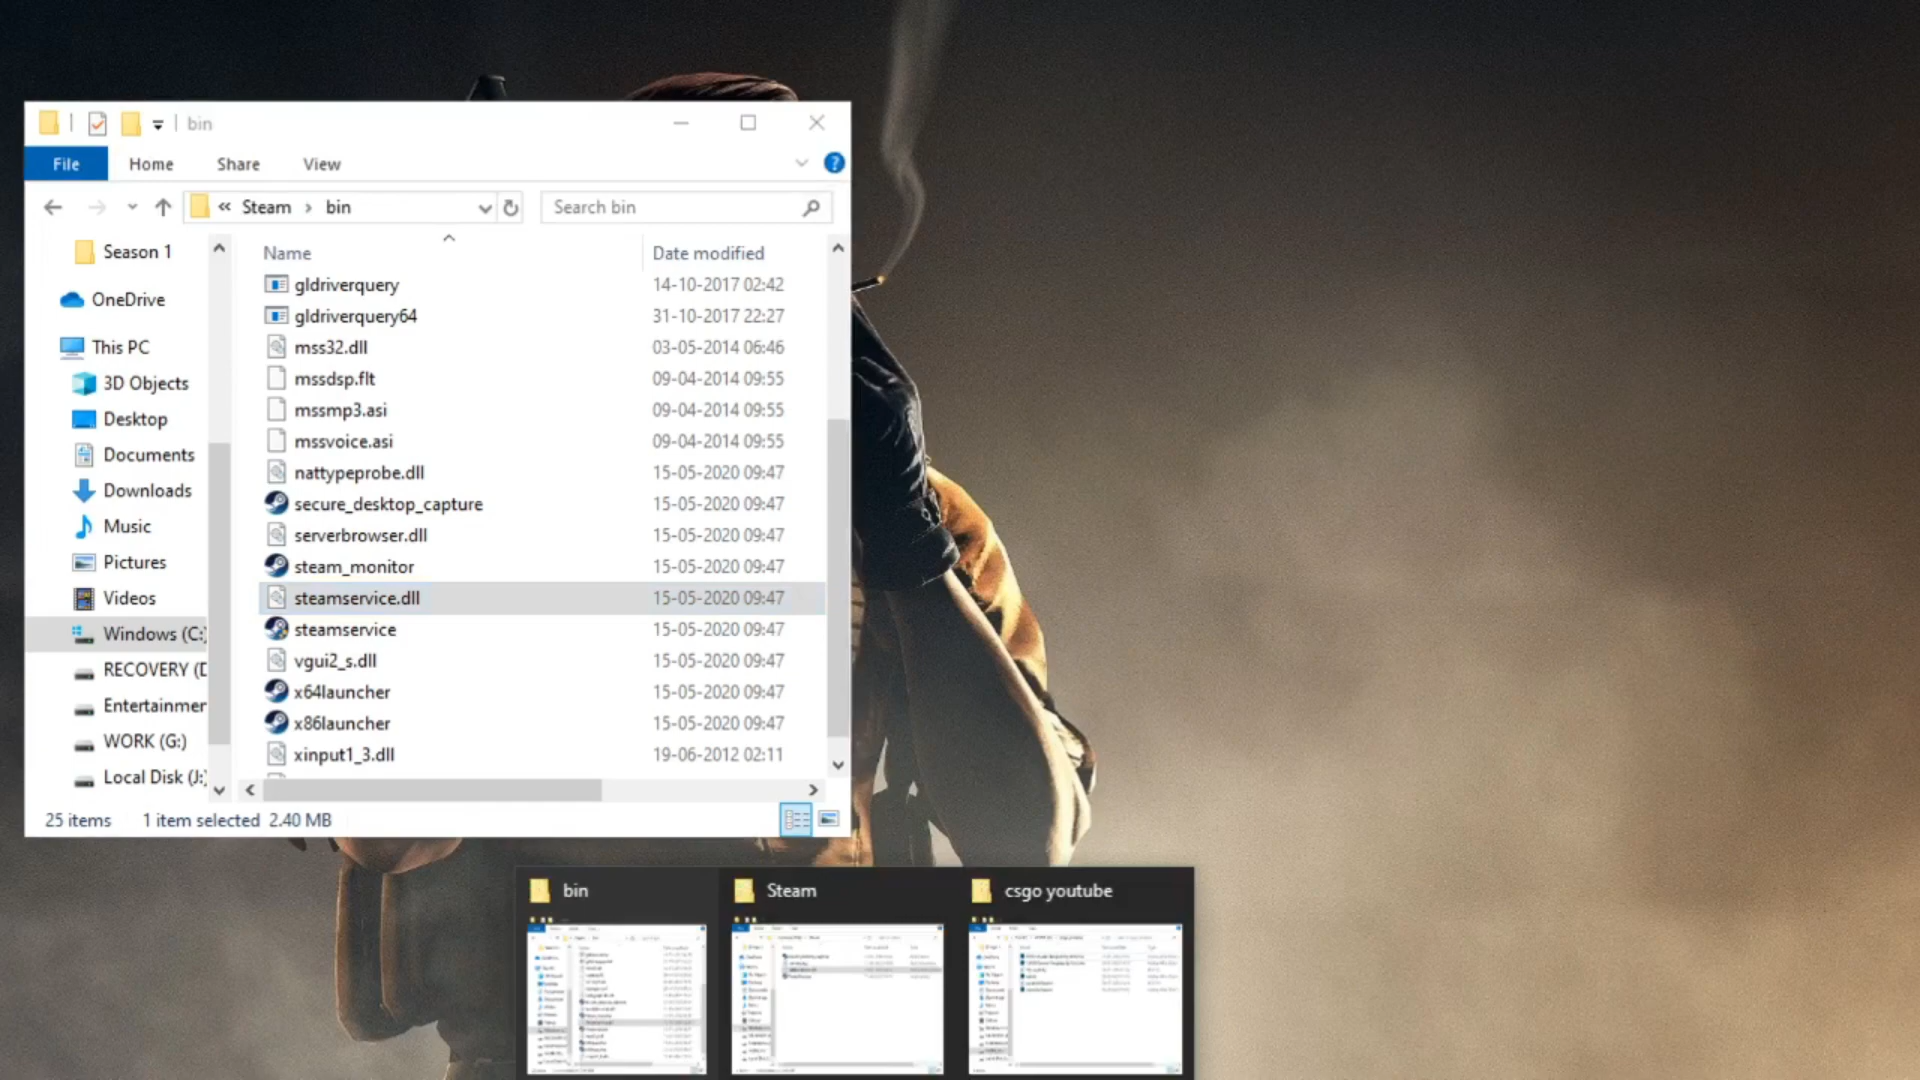 bin
File Home Share View
« Steam › bin
Search bin
Name Date modified
Season 1
OneDrive
This PC
3D Objects
Desktop
Documents
Downloads
Music
Pictures
Videos
Windows (C:)
RECOVERY (D
Entertainmer
WORK (G:)
Local Disk (J:)
gldriverquery 14-10-2017 02:42
gldriverquery64 31-10-2017 22:27
mss32.dll 03-05-2014 06:46
mssdsp.flt 09-04-2014 09:55
mssmp3.asi 09-04-2014 09:55
mssvoice.asi 09-04-2014 09:55
nattypeprobe.dll 15-05-2020 09:47
secure_desktop_capture 15-05-2020 09:47
serverbrowser.dll 15-05-2020 09:47
steam_monitor 15-05-2020 09:47
steamservice.dll 15-05-2020 09:47
steamservice 15-05-2020 09:47
vgui2_s.dll 15-05-2020 09:47
x64launcher 15-05-2020 09:47
x86launcher 15-05-2020 09:47
xinput1_3.dll 19-06-2012 02:11
25 items 1 item selected 2.40 MB
bin Steam csgo youtube